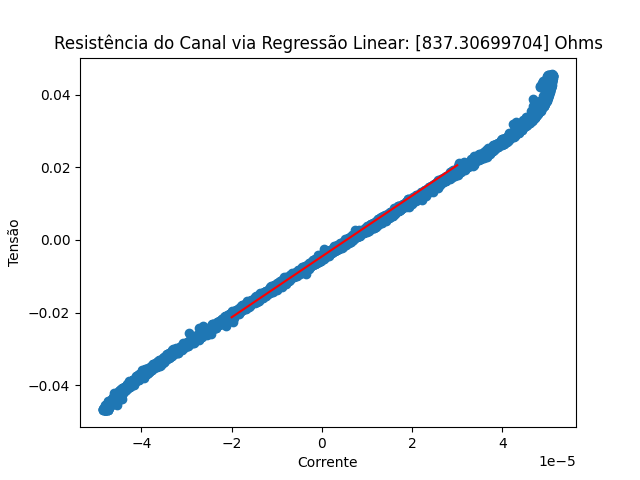 Resistência do Canal via Regressão Linear: [837.30699704] Ohms
0.04
0.02
0.00
−0.02
−0.04
Tensão
−4
−2
0
2
4
1e−5
Corrente